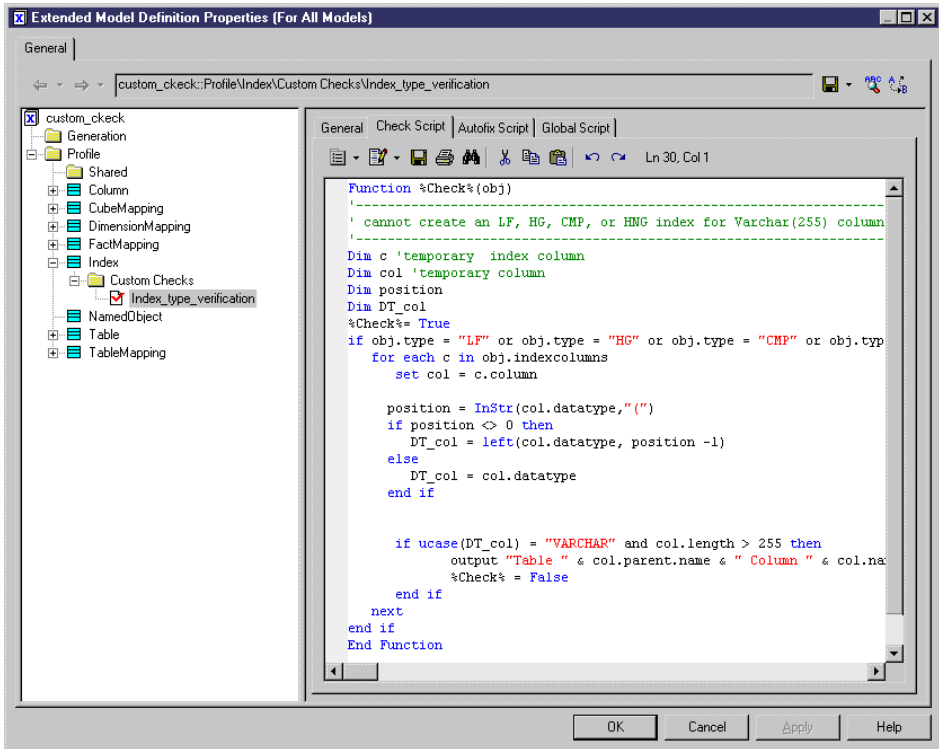 Extended Model Definition Properties (For All Models)
General
custom_ckeck::Profile\Index\Custom Checks\Index_type_verification
custom_ckeck
Generation
Profile
Shared
Column
CubeMapping
DimensionMapping
FactMapping
Index
Custom Checks
Index_type_verification
NamedObject
Table
TableMapping
General Check Script Autofix Script Global Script
Ln 30, Col 1
Function %Check%(obj)
'----------------------------------------------------------------------
' cannot create an LF, HG, CMP, or HNG index for Varchar(255) column
'----------------------------------------------------------------------
Dim c 'temporary  index column
Dim col 'temporary column
Dim position
Dim DT_col
%Check%= True
if obj.type = "LF" or obj.type = "HG" or obj.type = "CMP" or obj.typ
for each c in obj.indexcolumns
set col = c.column
position = InStr(col.datatype,"(")
if position <> 0 then
DT_col = left(col.datatype, position -1)
else
DT_col = col.datatype
end if
if ucase(DT_col) = "VARCHAR" and col.length > 255 then
output "Table " & col.parent.name & " Column " & col.na
%Check% = False
end if
next
end if
End Function
OK Cancel Apply Help